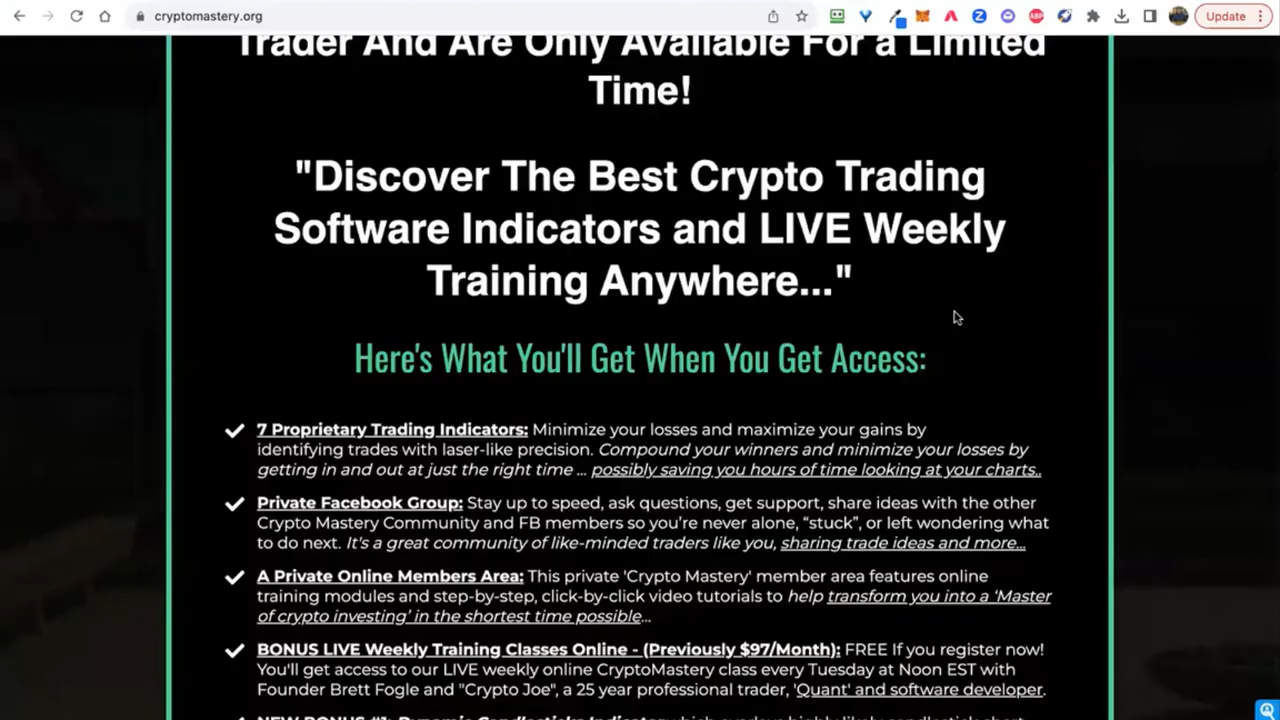 cryptomastery.org
Update
Trader And Are Only Available For a Limited
Time!
"Discover The Best Crypto Trading
Software Indicators and LIVE Weekly
Training Anywhere..."
Here's What You'll Get When You Get Access:
7 Proprietary Trading Indicators: Minimize your losses and maximize your gains by
identifying trades with laser-like precision. Compound your winners and minimize your losses by
getting in and out at just the right time ... possibly saving you hours of time looking at your charts..
Private Facebook Group: Stay up to speed, ask questions, get support, share ideas with the other
Crypto Mastery Community and FB members so you're never alone, “stuck”, or left wondering what
to do next. It's a great community of like-minded traders like you, sharing trade ideas and more...
A Private Online Members Area: This private 'Crypto Mastery' member area features online
training modules and step-by-step, click-by-click video tutorials to help transform you into a ‘Master
of crypto investing’ in the shortest time possible...
BONUS LIVE Weekly Training Classes Online - (Previously $97/Month): FREE If you register now!
You'll get access to our LIVE weekly online CryptoMastery class every Tuesday at Noon EST with
Founder Brett Fogle and "Crypto Joe", a 25 year professional trader, 'Quant' and software developer.
NEW BONUS #1: Dynamic Candlesticks Indicator